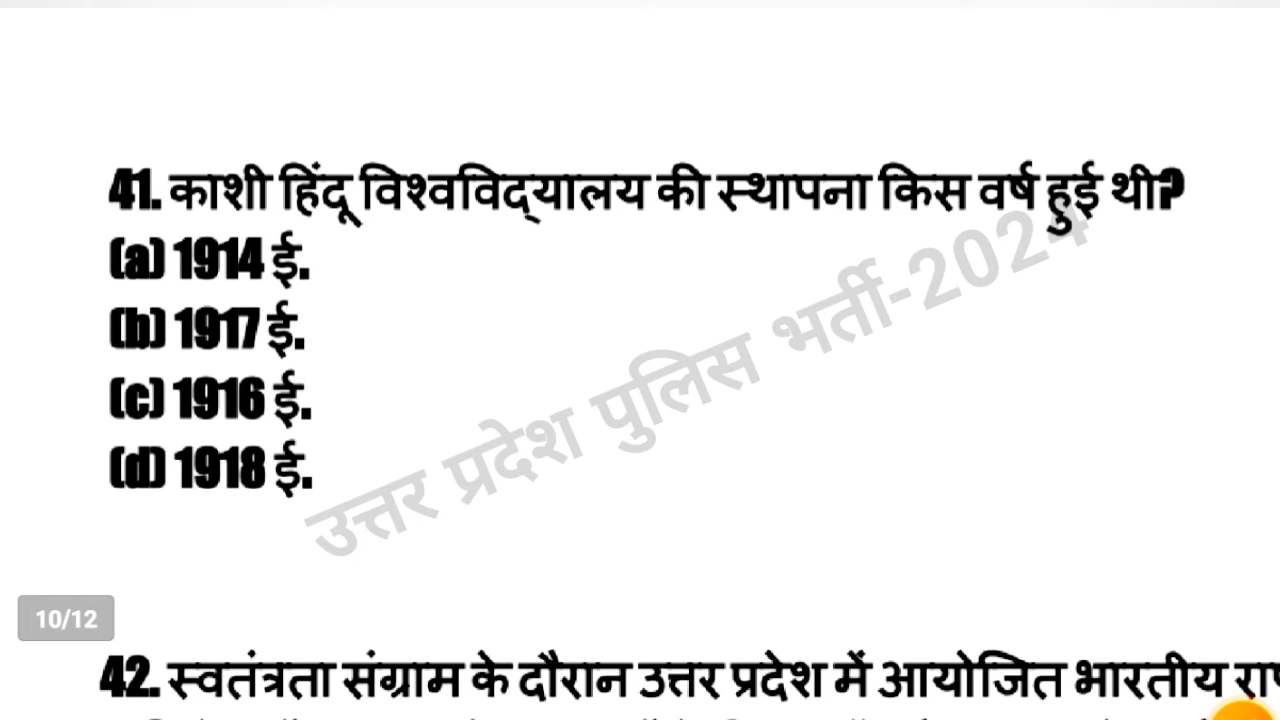 41. काशी हिंदू विश्वविद्यालय की स्थापना किस वर्ष हुई थी?
(a) 1914 ई.
(b) 1917 ई.
(c) 1916 ई.
(d) 1918 ई.
उत्तर प्रदेश पुलिस भर्ती-2024
10/12
42. स्वतंत्रता संग्राम के दौरान उत्तर प्रदेश में आयोजित भारतीय